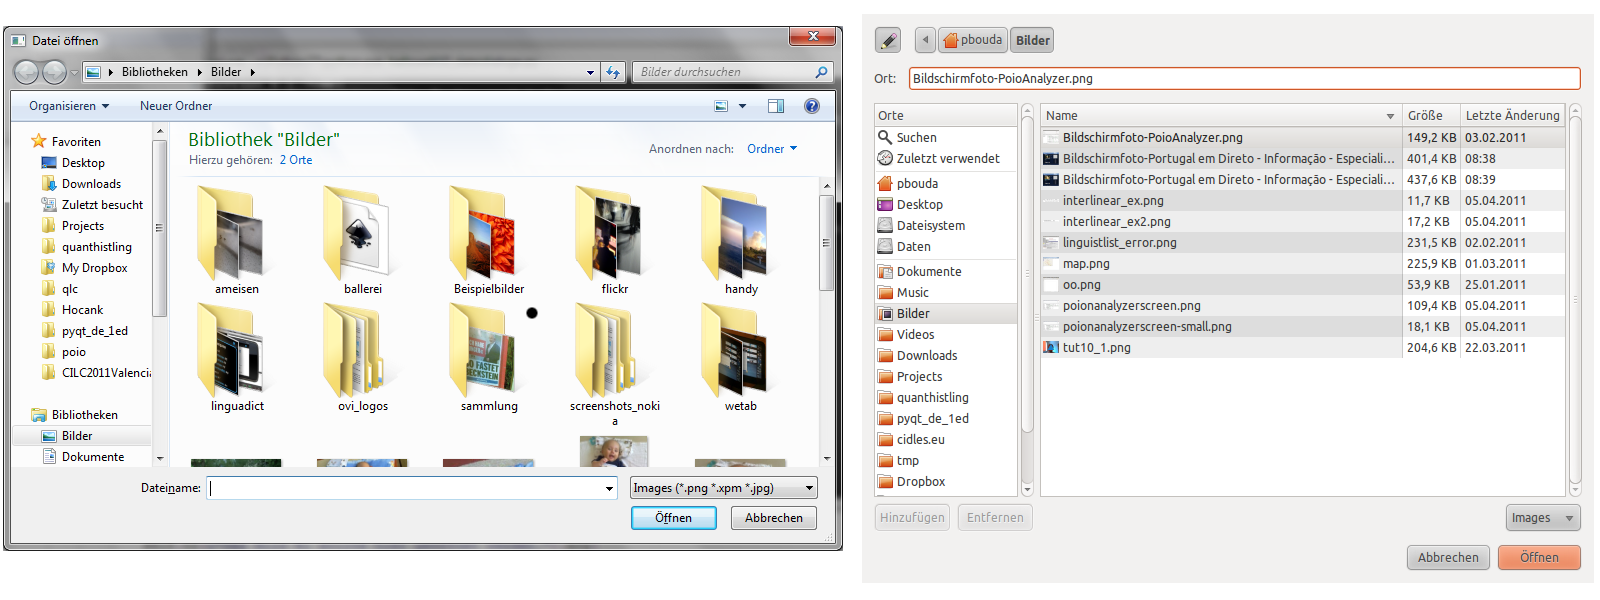 Datei öffnen
Bibliotheken Bilder
Bilder durchsuchen
Organisieren Neuer Ordner
Favoriten
Desktop
Downloads
Zuletzt besucht
Projects
quanthistling
My Dropbox
qlc
Hocank
pyqt_de_1ed
poio
CILC2011Valencia
Bibliotheken
Bilder
Dokumente
Bibliothek "Bilder"
Hierzu gehören: 2 Orte
Anordnen nach: Ordner
ameisen ballerei Beispielbilder flickr handy
linguadict ovi_logos sammlung screenshots_noki
a
wetab
Dateiname:
Images (*.png *.xpm *.jpg)
Öffnen Abbrechen
pbouda Bilder
Ort: Bildschirmfoto-PoioAnalyzer.png
Orte
Suchen
Zuletzt verwendet
pbouda
Desktop
Dateisystem
Daten
Dokumente
Music
Bilder
Videos
Downloads
Projects
quanthistling
pyqt_de_1ed
cidles.eu
tmp
Dropbox
Name Größe Letzte Änderung
Bildschirmfoto-PoioAnalyzer.png 149,2 KB 03.02.2011
Bildschirmfoto-Portugal em Direto - Informação - Especiali... 401,4 KB 08:38
Bildschirmfoto-Portugal em Direto - Informação - Especiali... 437,6 KB 08:39
interlinear_ex.png 11,7 KB 05.04.2011
interlinear_ex2.png 17,2 KB 05.04.2011
linguistlist_error.png 231,5 KB 02.02.2011
map.png 225,9 KB 01.03.2011
oo.png 53,9 KB 25.01.2011
poionanalyzerscreen.png 109,4 KB 05.04.2011
poionanalyzerscreen-small.png 18,1 KB 05.04.2011
tut10_1.png 204,6 KB 22.03.2011
Hinzufügen Entfernen
Images
Abbrechen Öffnen